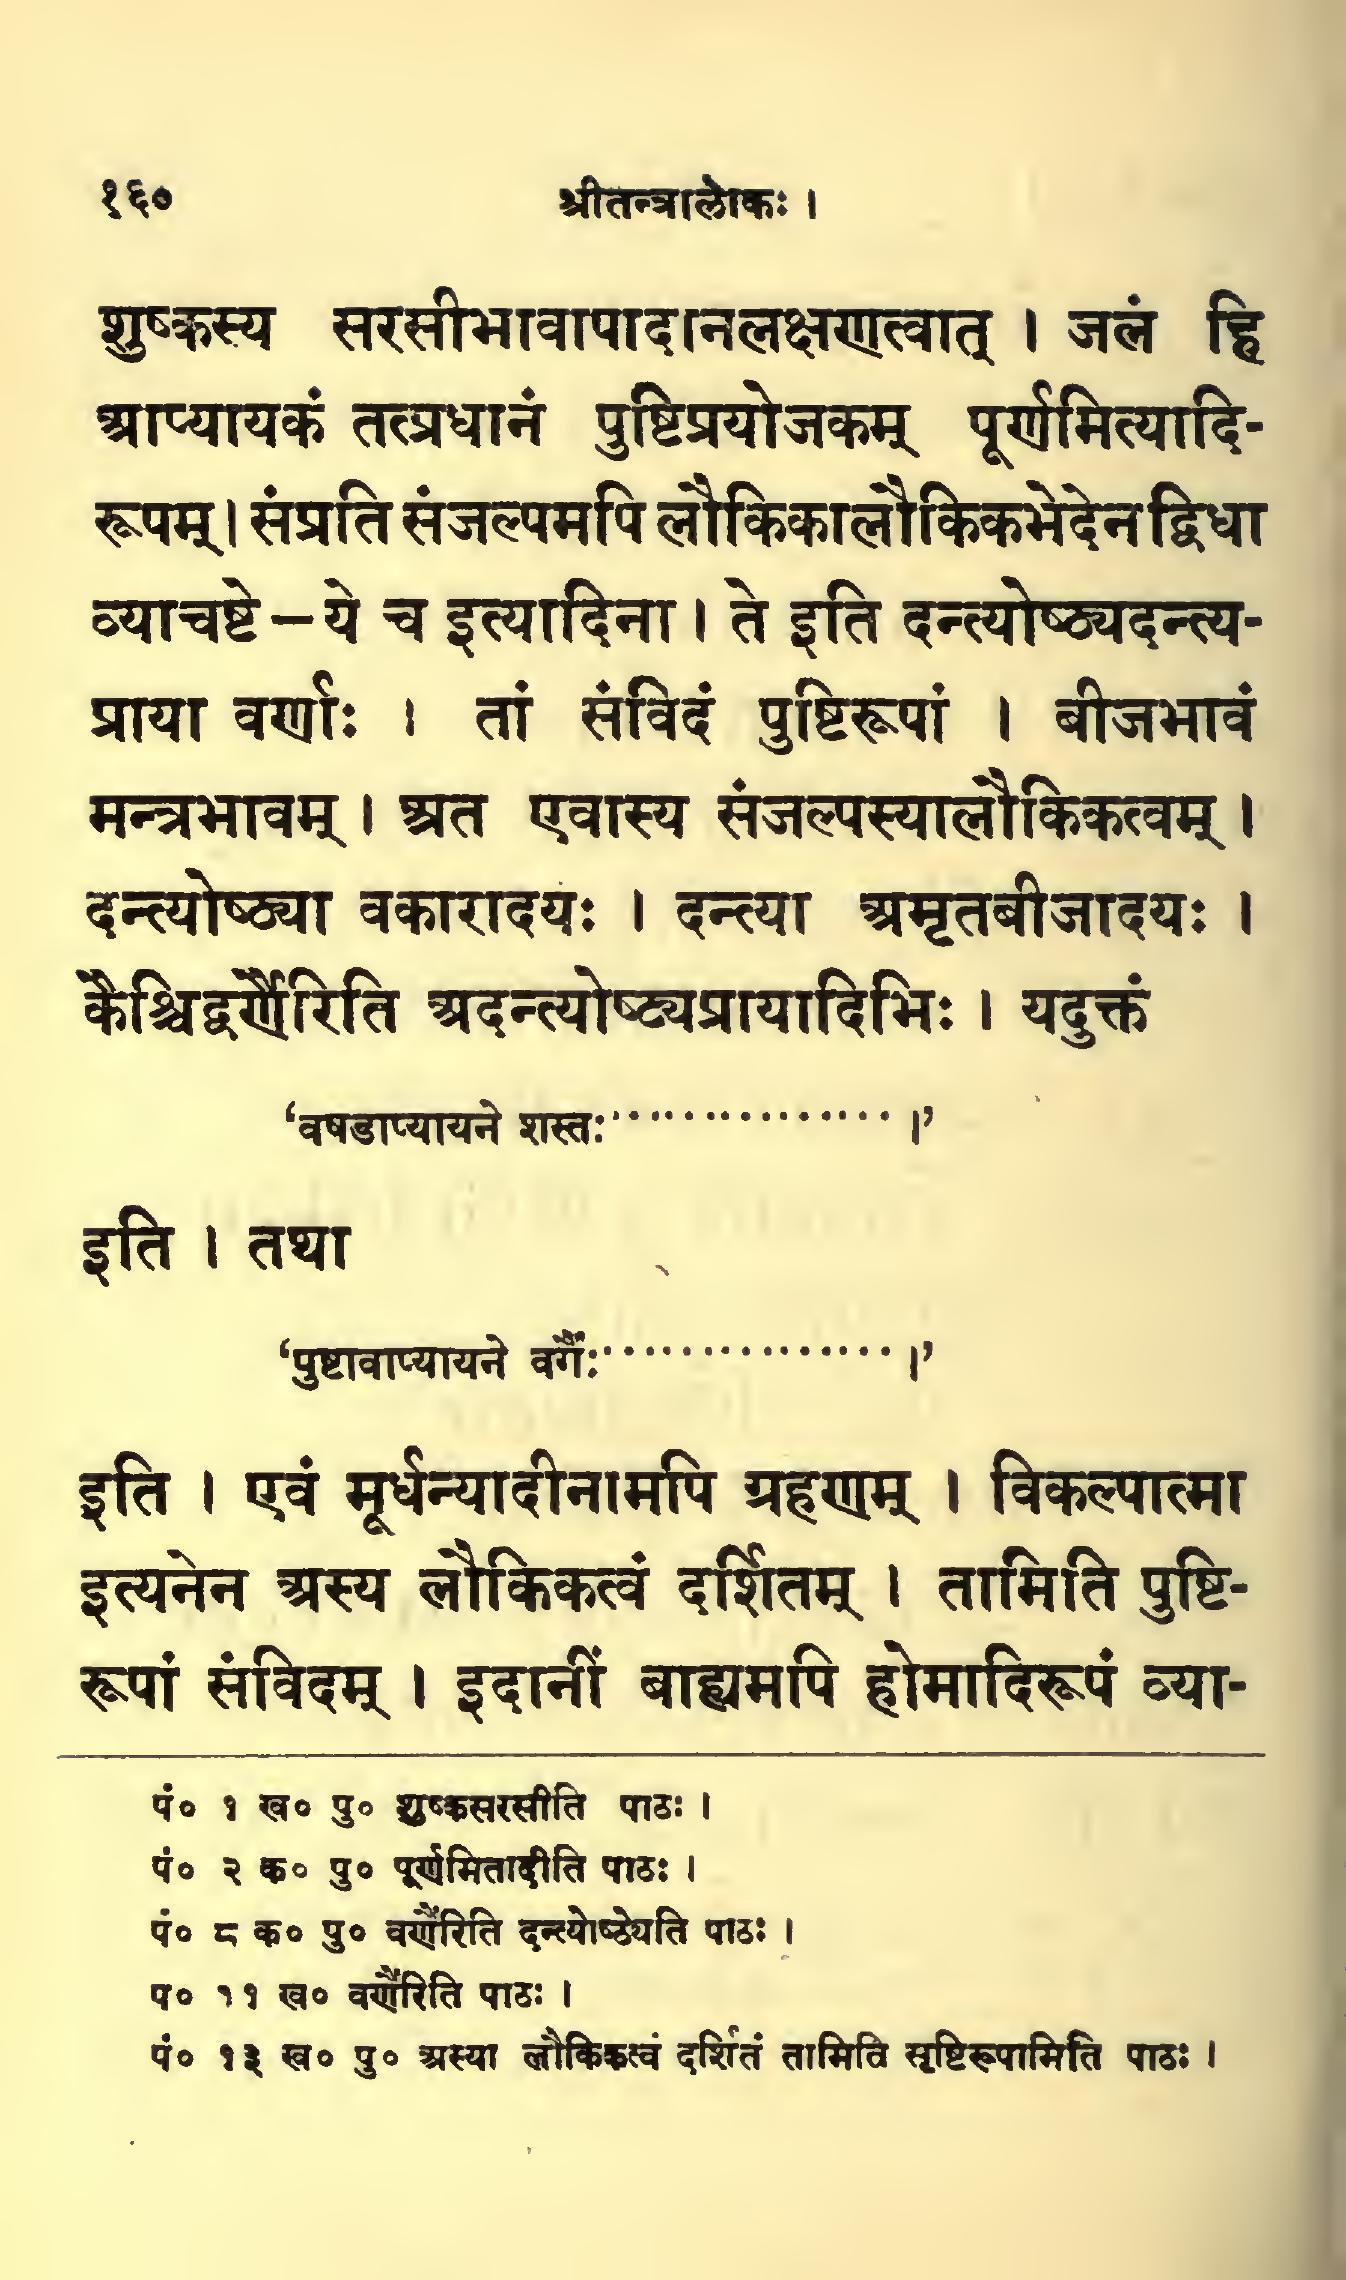 १६०
श्रीतन्त्रालोकः ।
शुष्कस्य सरसीभावापादानलक्षणत्वात् । जलं हि
आप्यायकं तत्प्रधानं पुष्टिप्रयोजकम् पूर्णमित्यादि-
रूपम्। संप्रति संजल्पमपि लौकिकालौकिकभेदेन द्विधा
व्याचष्टे – ये च इत्यादिना । ते इति दन्त्योष्ठ्यदन्त्य-
प्राया वर्णाः । तां संविदं पुष्टिरूपां । बीजभावं
मन्त्रभावम् । अत एवास्य संजल्पस्यालौकिकत्वम् ।
दन्त्योष्ठ्या वकारादयः । दन्त्या अमृतबीजादयः ।
कैश्चिद्वर्णैरिति अदन्त्योष्ठ्यप्रायादिभिः । यदुक्तं
‘वषडाप्यायने शस्तः··············· ।’
इति । तथा
‘पुष्टावाप्यायने वर्गैः··············· ।’
इति । एवं मूर्धन्यादीनामपि ग्रहणम् । विकल्पात्मा
इत्यनेन अस्य लौकिकत्वं दर्शितम् । तामिति पुष्टि-
रूपां संविदम् । इदानीं बाह्यमपि होमादिरूपं व्या-
पं० १ ख० पु० शुष्कसरसीति पाठः ।
पं० २ क० पु० पूर्णमितादीति पाठः ।
पं० ८ क० पु० वर्णैरिति दन्त्योष्ठ्येति पाठः ।
प० ११ ख० वर्णैरिति पाठः ।
पं० १३ ख० पु० अस्या लौकिकत्वं दर्शितं तामिति सृष्टिरूपामिति पाठः ।